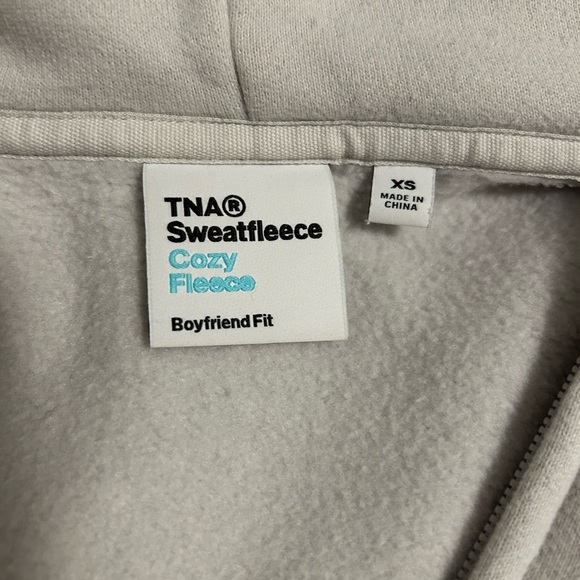 TNA®
Sweatfleece
Cozy
Fleece
Boyfriend Fit
XS
MADE IN
CHINA